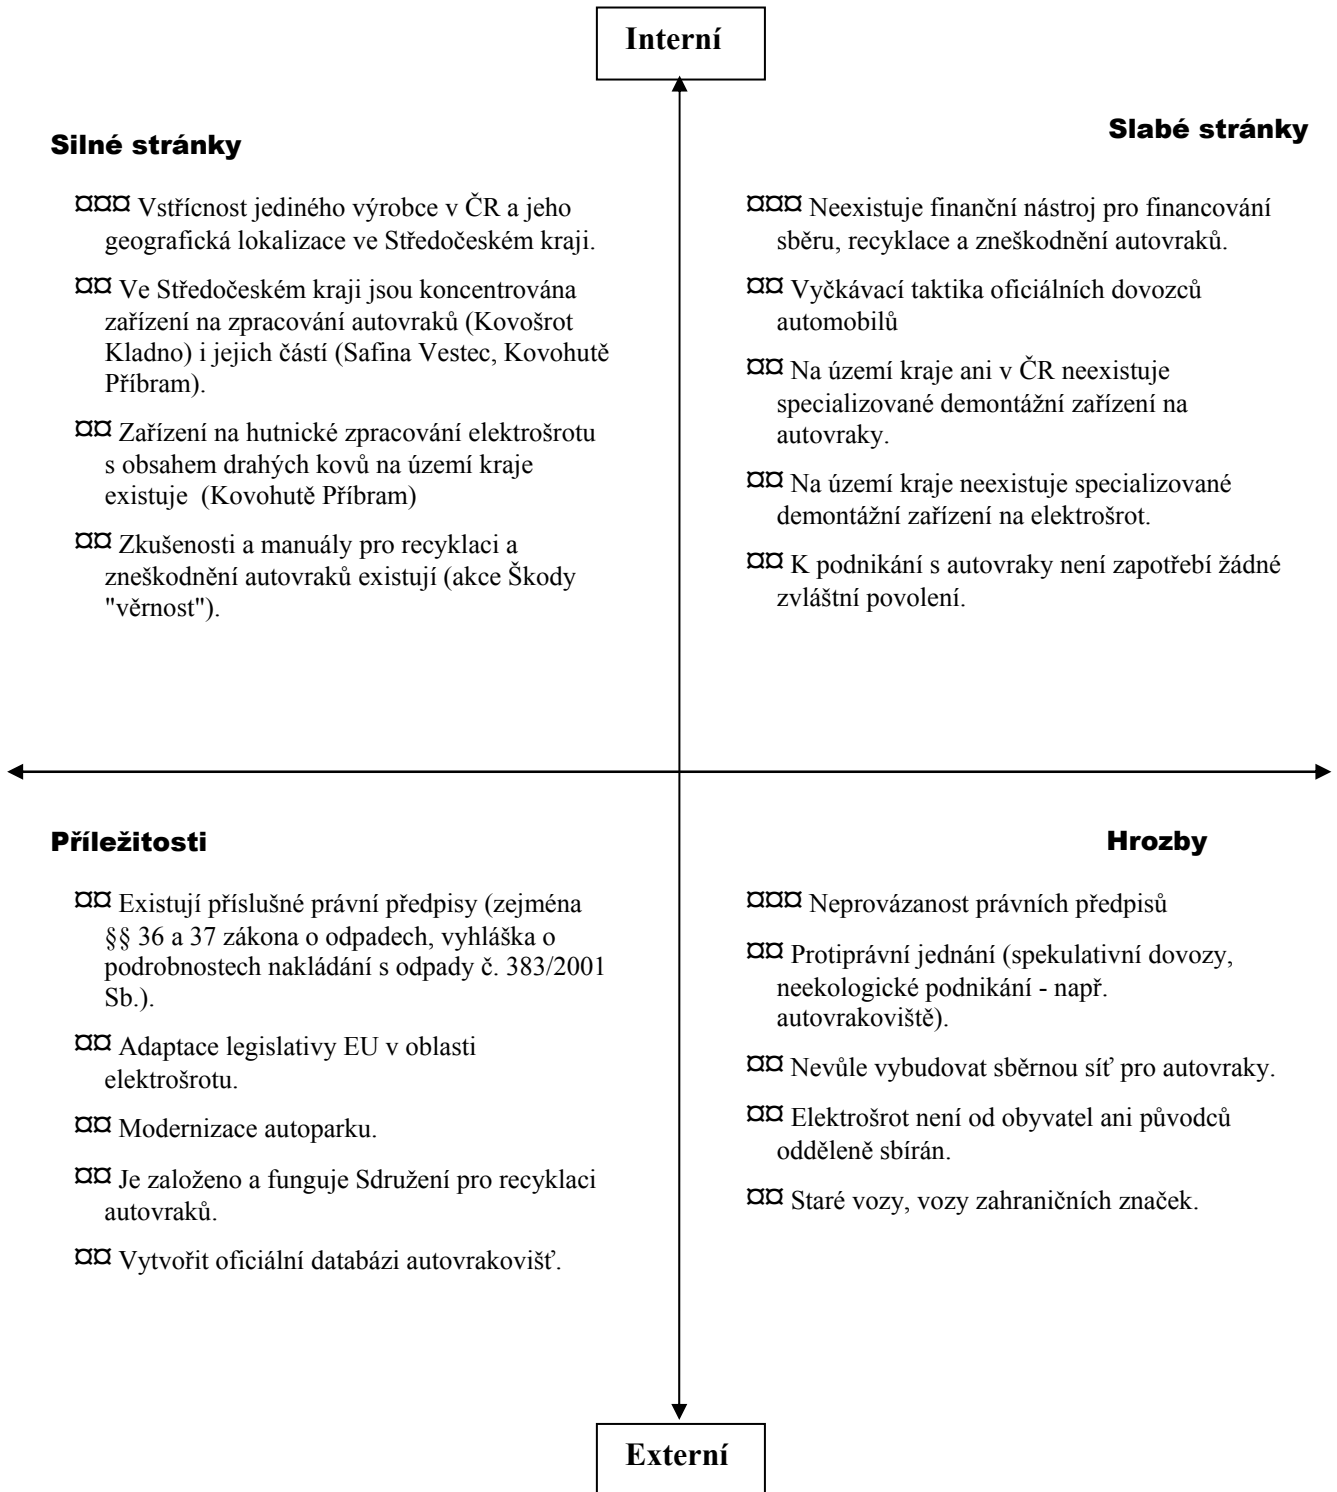 Interní
Silné stránky
¤¤¤ Vstřícnost jediného výrobce v ČR a jeho
geografická lokalizace ve Středočeském kraji.
¤¤ Ve Středočeském kraji jsou koncentrována
zařízení na zpracování autovraků (Kovošrot
Kladno) i jejich částí (Safina Vestec, Kovohutě
Příbram).
¤¤ Zařízení na hutnické zpracování elektrošrotu
s obsahem drahých kovů na území kraje
existuje (Kovohutě Příbram)
¤¤ Zkušenosti a manuály pro recyklaci a
zneškodnění autovraků existují (akce Škody
"věrnost").
Slabé stránky
¤¤¤ Neexistuje finanční nástroj pro financování
sběru, recyklace a zneškodnění autovraků.
¤¤ Vyčkávací taktika oficiálních dovozců
automobilů
¤¤ Na území kraje ani v ČR neexistuje
specializované demontážní zařízení na
autovraky.
¤¤ Na území kraje neexistuje specializované
demontážní zařízení na elektrošrot.
¤¤ K podnikání s autovraky není zapotřebí žádné
zvláštní povolení.
Příležitosti
¤¤ Existují příslušné právní předpisy (zejména
§§ 36 a 37 zákona o odpadech, vyhláška o
podrobnostech nakládání s odpady č. 383/2001
Sb.).
¤¤ Adaptace legislativy EU v oblasti
elektrošrotu.
¤¤ Modernizace autoparku.
¤¤ Je založeno a funguje Sdružení pro recyklaci
autovraků.
¤¤ Vytvořit oficiální databázi autovrakovišť.
Hrozby
¤¤¤ Neprovázanost právních předpisů
¤¤ Protiprávní jednání (spekulativní dovozy,
neekologické podnikání - např.
autovrakoviště).
¤¤ Nevůle vybudovat sběrnou síť pro autovraky.
¤¤ Elektrošrot není od obyvatel ani původců
odděleně sbírán.
¤¤ Staré vozy, vozy zahraničních značek.
Externí